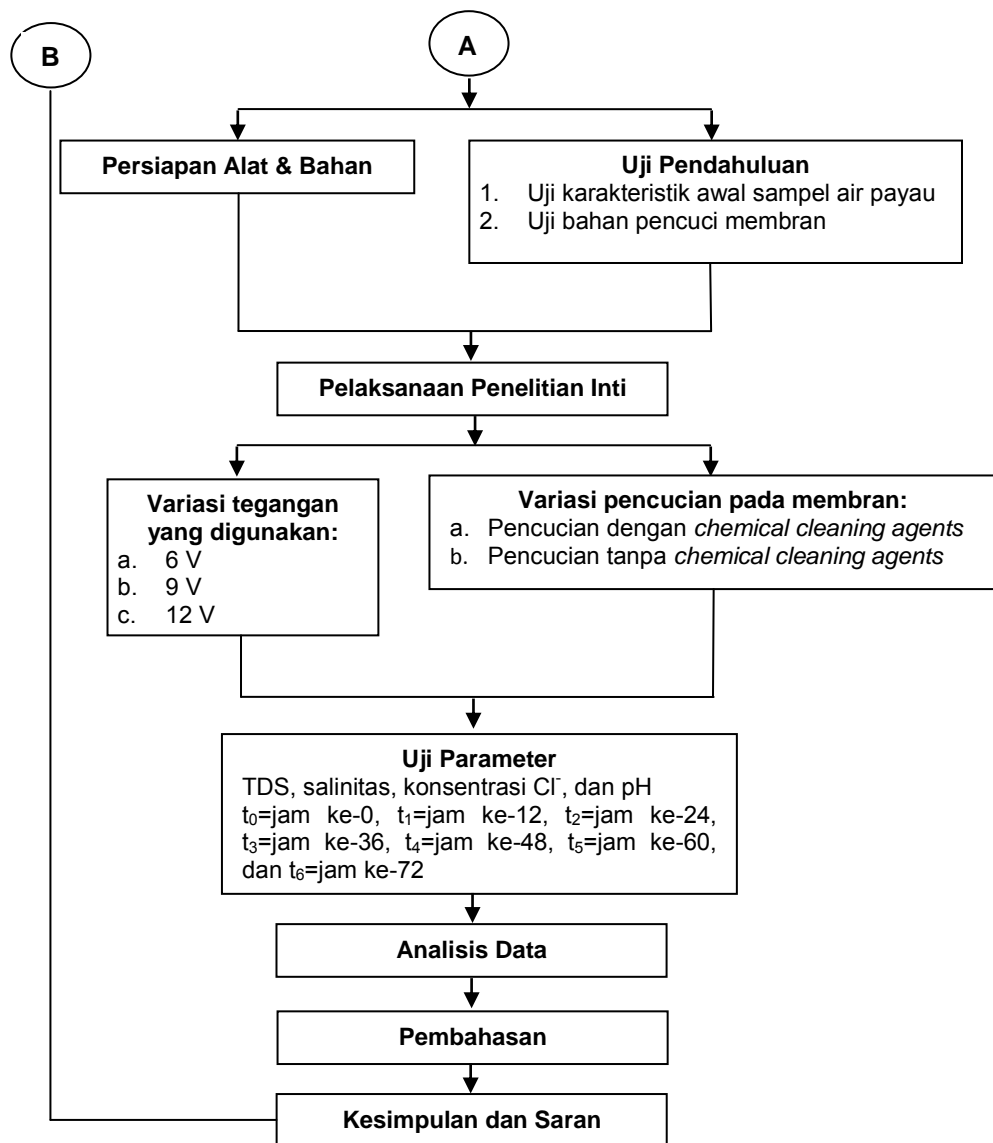 B
A
Persiapan Alat & Bahan
Uji Pendahuluan
1. Uji karakteristik awal sampel air payau
2. Uji bahan pencuci membran
Pelaksanaan Penelitian Inti
Variasi tegangan
yang digunakan:
a. 6 V
b. 9 V
c. 12 V
Variasi pencucian pada membran:
a. Pencucian dengan chemical cleaning agents
b. Pencucian tanpa chemical cleaning agents
Uji Parameter
TDS, salinitas, konsentrasi Cl⁻, dan pH
t₀=jam ke-0, t₁=jam ke-12, t₂=jam ke-24,
t₃=jam ke-36, t₄=jam ke-48, t₅=jam ke-60,
dan t₆=jam ke-72
Analisis Data
Pembahasan
Kesimpulan dan Saran